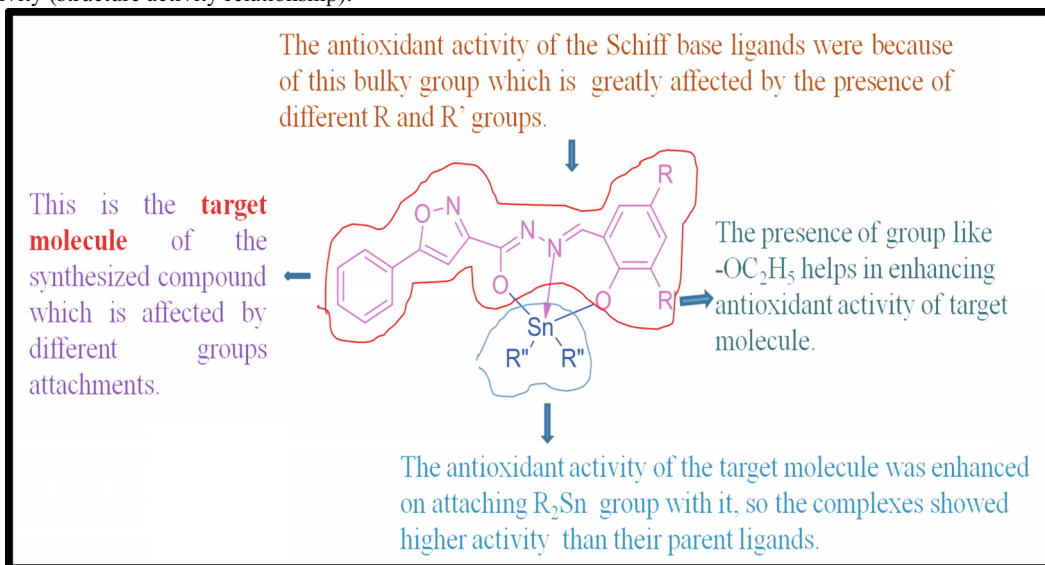 ivity (structure activity relationship).
The antioxidant activity of the Schiff base ligands were because
of this bulky group which is greatly affected by the presence of
different R and R’ groups.
This is the target
molecule of the
synthesized compound
which is affected by
different groups
attachments.
R
O-N
N
N
O
O
R'
Sn
R" R"
The presence of group like
-OC₂H₅ helps in enhancing
antioxidant activity of target
molecule.
The antioxidant activity of the target molecule was enhanced
on attaching R₂Sn group with it, so the complexes showed
higher activity than their parent ligands.